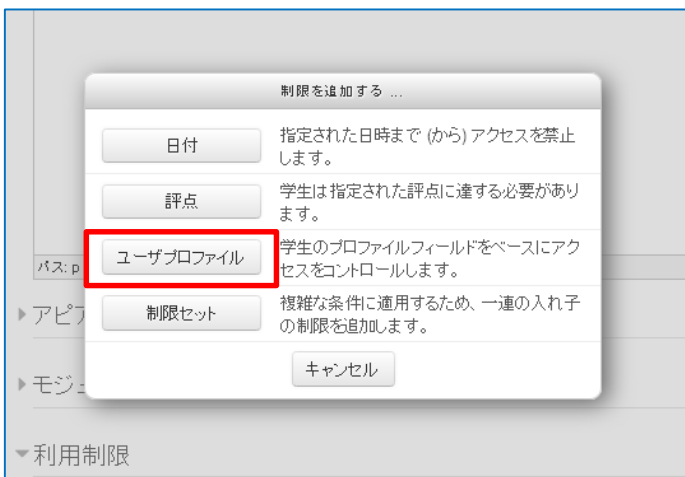 制限を追加する ...
日付
指定された日時まで (から) アクセスを禁止
します。
評点
学生は指定された評点に達する必要があり
ます。
ユーザプロファイル
学生のプロファイルフィールドをベースにアク
セスをコントロールします。
制限セット
複雑な条件に適用するため、一連の入れ子
の制限を追加します。
キャンセル
パス: p
アピア
モジュ
利用制限